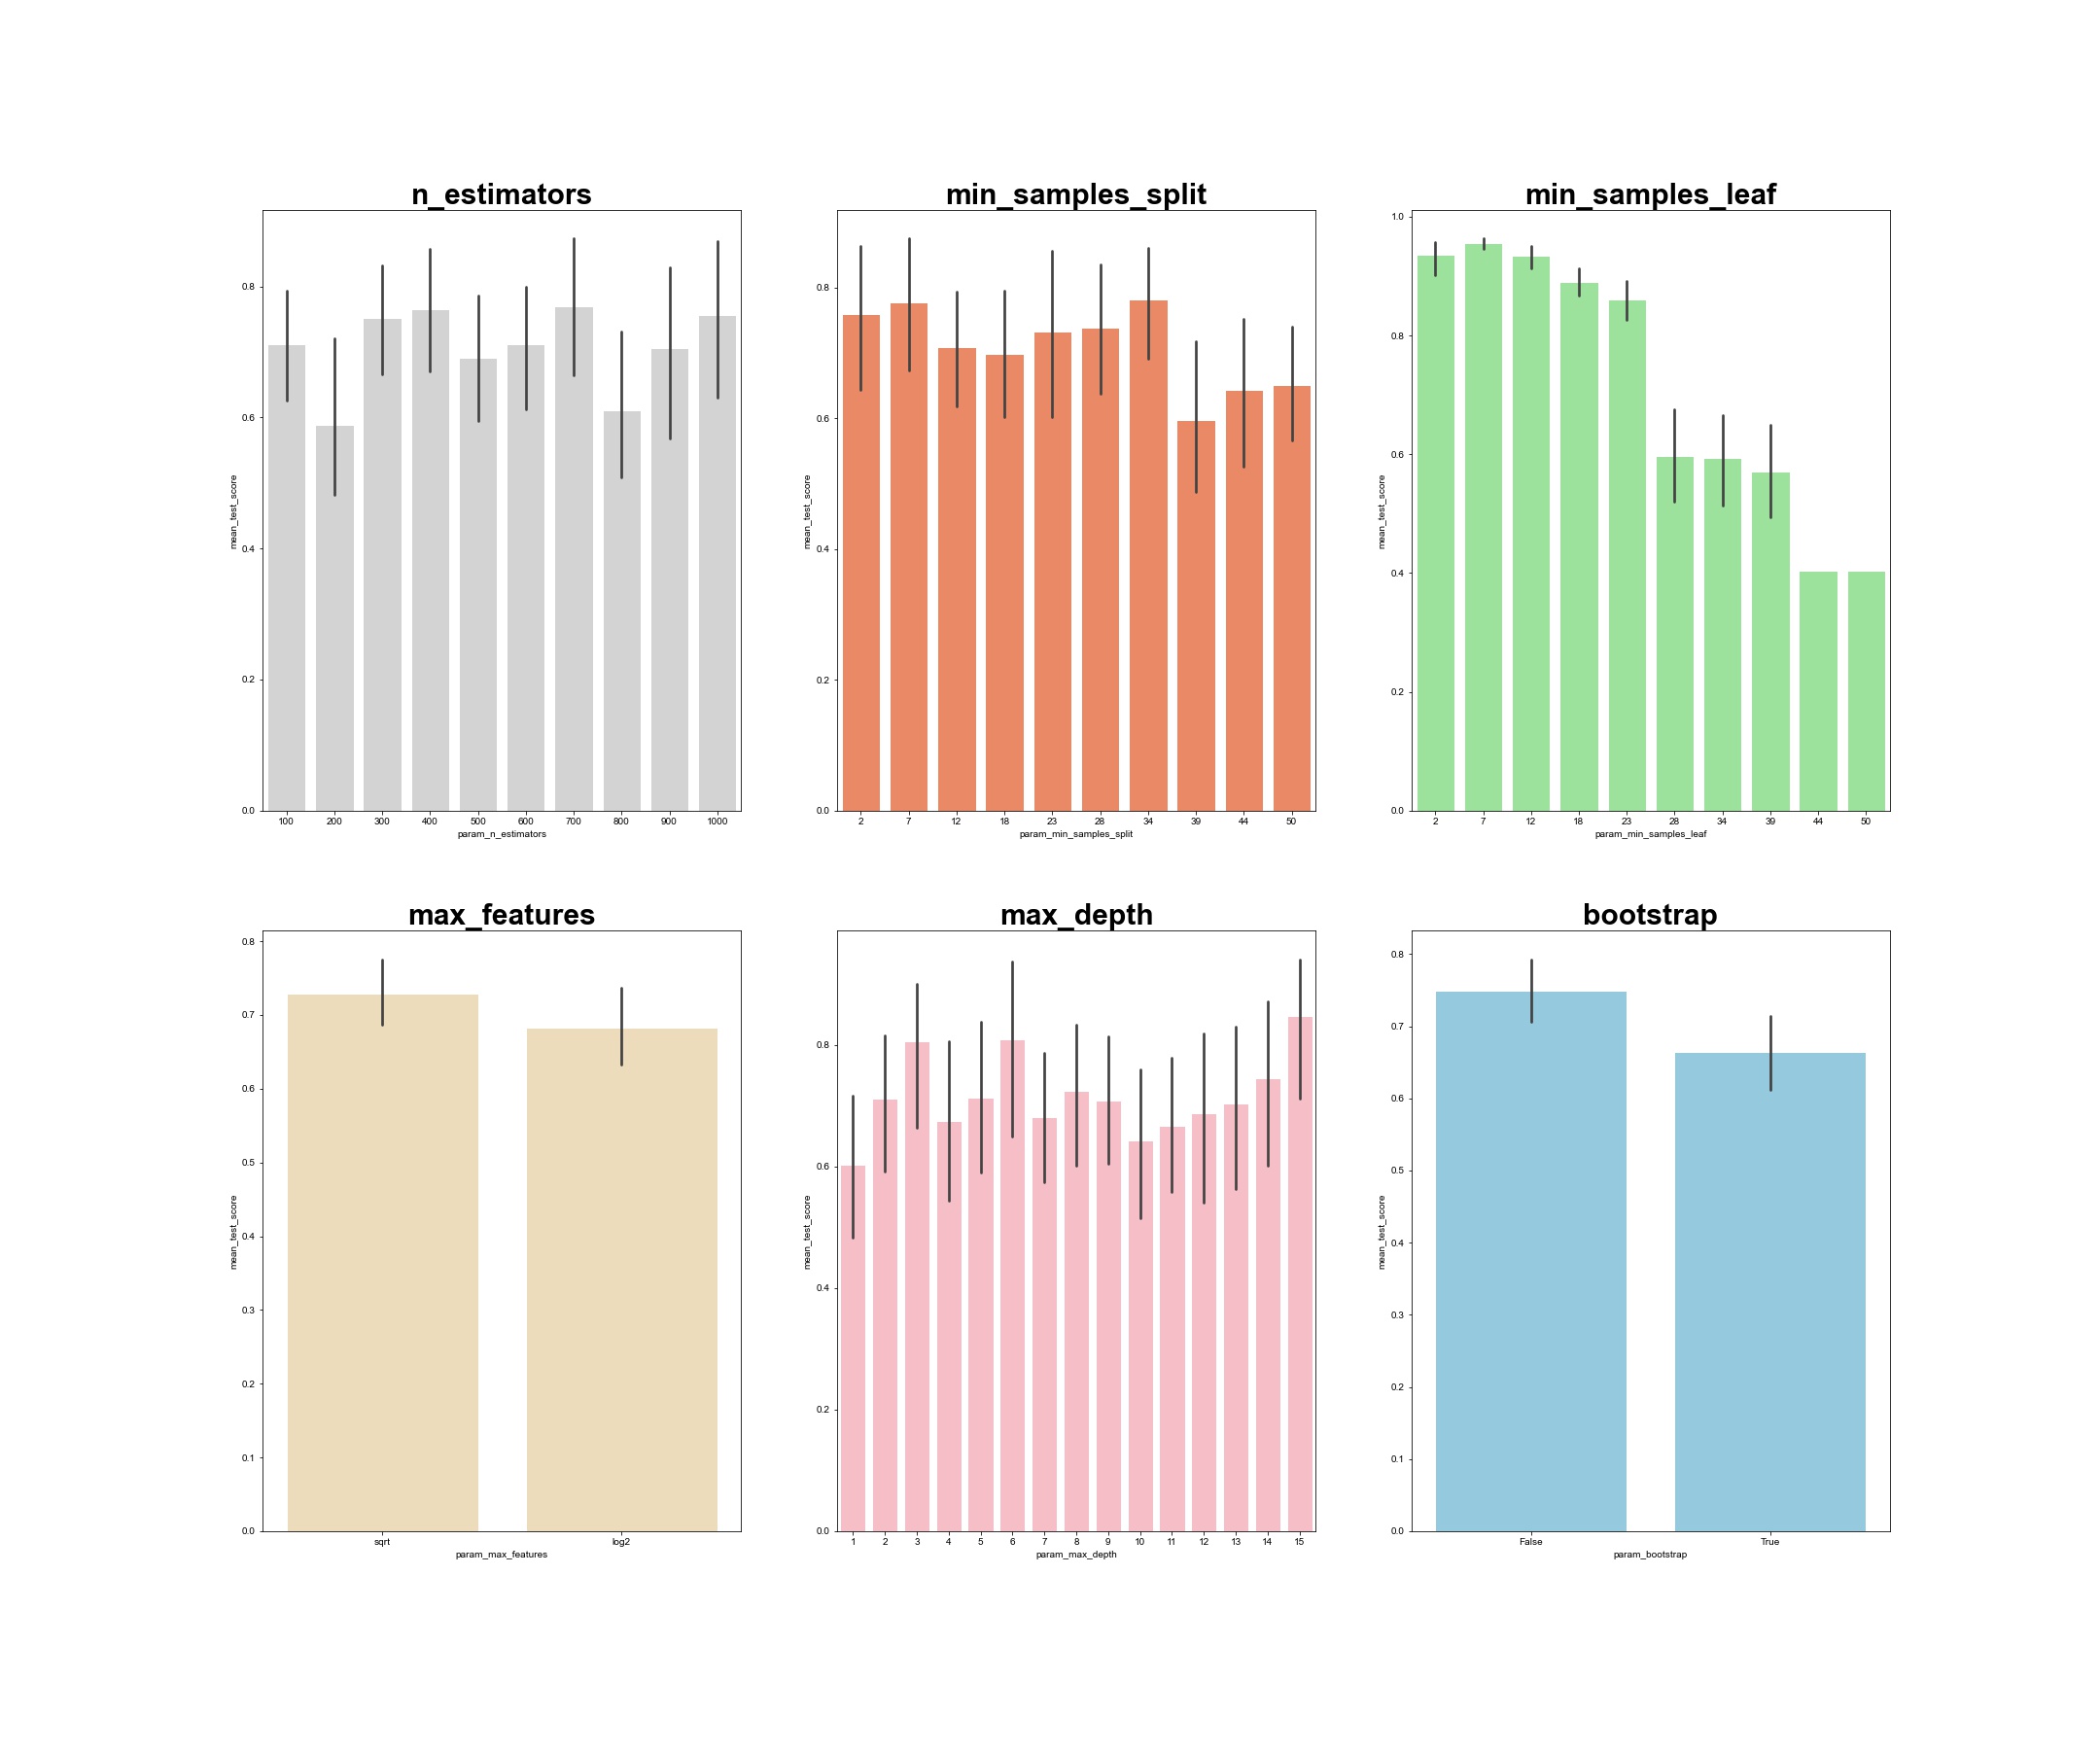 n_estimators
mean_test_score
0.8
0.6
0.4
0.2
0.0
100 200 300 400 500 600 700 800 900 1000
param_n_estimators
min_samples_split
mean_test_score
0.8
0.6
0.4
0.2
0.0
2 7 12 18 23 28 34 39 44 50
param_min_samples_split
min_samples_leaf
mean_test_score
1.0
0.8
0.6
0.4
0.2
0.0
2 7 12 18 23 28 34 39 44 50
param_min_samples_leaf
max_features
mean_test_score
0.8
0.7
0.6
0.5
0.4
0.3
0.2
0.1
0.0
sqrt log2
param_max_features
max_depth
mean_test_score
0.8
0.6
0.4
0.2
0.0
1 2 3 4 5 6 7 8 9 10 11 12 13 14 15
param_max_depth
bootstrap
mean_test_score
0.8
0.7
0.6
0.5
0.4
0.3
0.2
0.1
0.0
False True
param_bootstrap